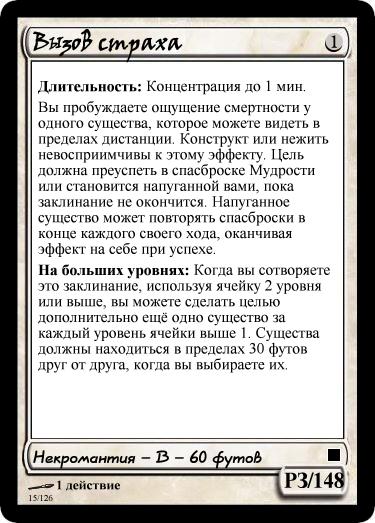 Вызов страха
1
Длительность: Концентрация до 1 мин.
Вы пробуждаете ощущение смертности у
одного существа, которое можете видеть в
пределах дистанции. Конструкт или нежить
невосприимчивы к этому эффекту. Цель
должна преуспеть в спасброске Мудрости
или становится напуганной вами, пока
заклинание не окончится. Напуганное
существо может повторять спасброски в
конце каждого своего хода, оканчивая
эффект на себе при успехе.
На больших уровнях: Когда вы сотворяете
это заклинание, используя ячейку 2 уровня
или выше, вы можете сделать целью
дополнительно ещё одно существо за
каждый уровень ячейки выше 1. Существа
должны находиться в пределах 30 футов
друг от друга, когда вы выбираете их.
Некромантия – В – 60 футов
1 действие
P3/148
15/126